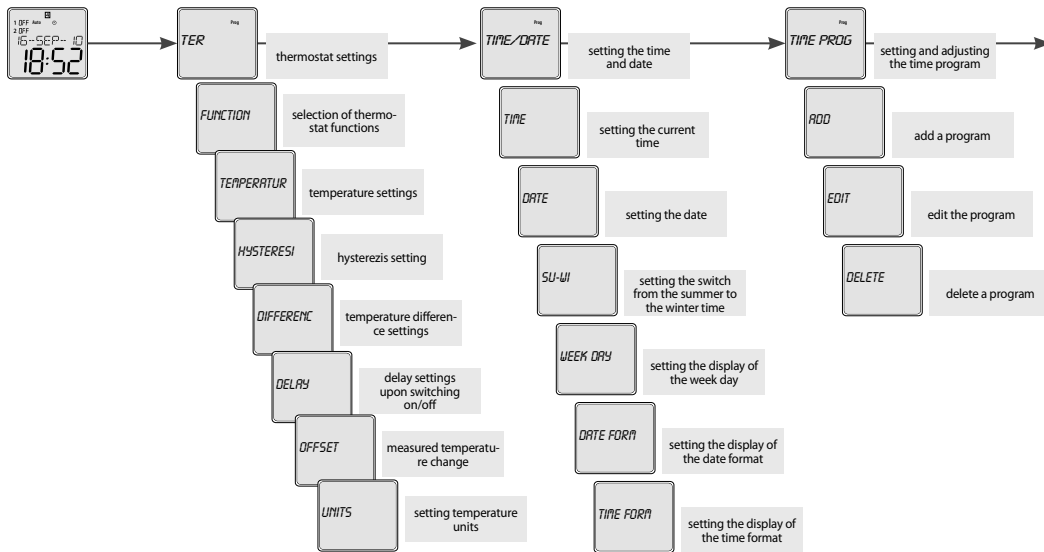 1 OFF Auto
2 OFF
16-SEP-10
18:52
Prog
TER
thermostat settings
FUNCTION
selection of thermo-
stat functions
TEMPERATUR
temperature settings
HYSTERESI
hysterezis setting
DIFFERENC
temperature differen-
ce settings
DELAY
delay settings
upon switching
on/off
OFFSET
measured temperatu-
re change
UNITS
setting temperature
units
Prog
TIME/DATE
setting the time
and date
TIME
setting the current
time
DATE
setting the date
SU-WI
setting the switch
from the summer to
the winter time
WEEK DAY
setting the display of
the week day
DATE FORM
setting the display of
the date format
TIME FORM
setting the display of
the time format
Prog
TIME PROG
setting and adjusting
the time program
ADD
add a program
EDIT
edit the program
DELETE
delete a program